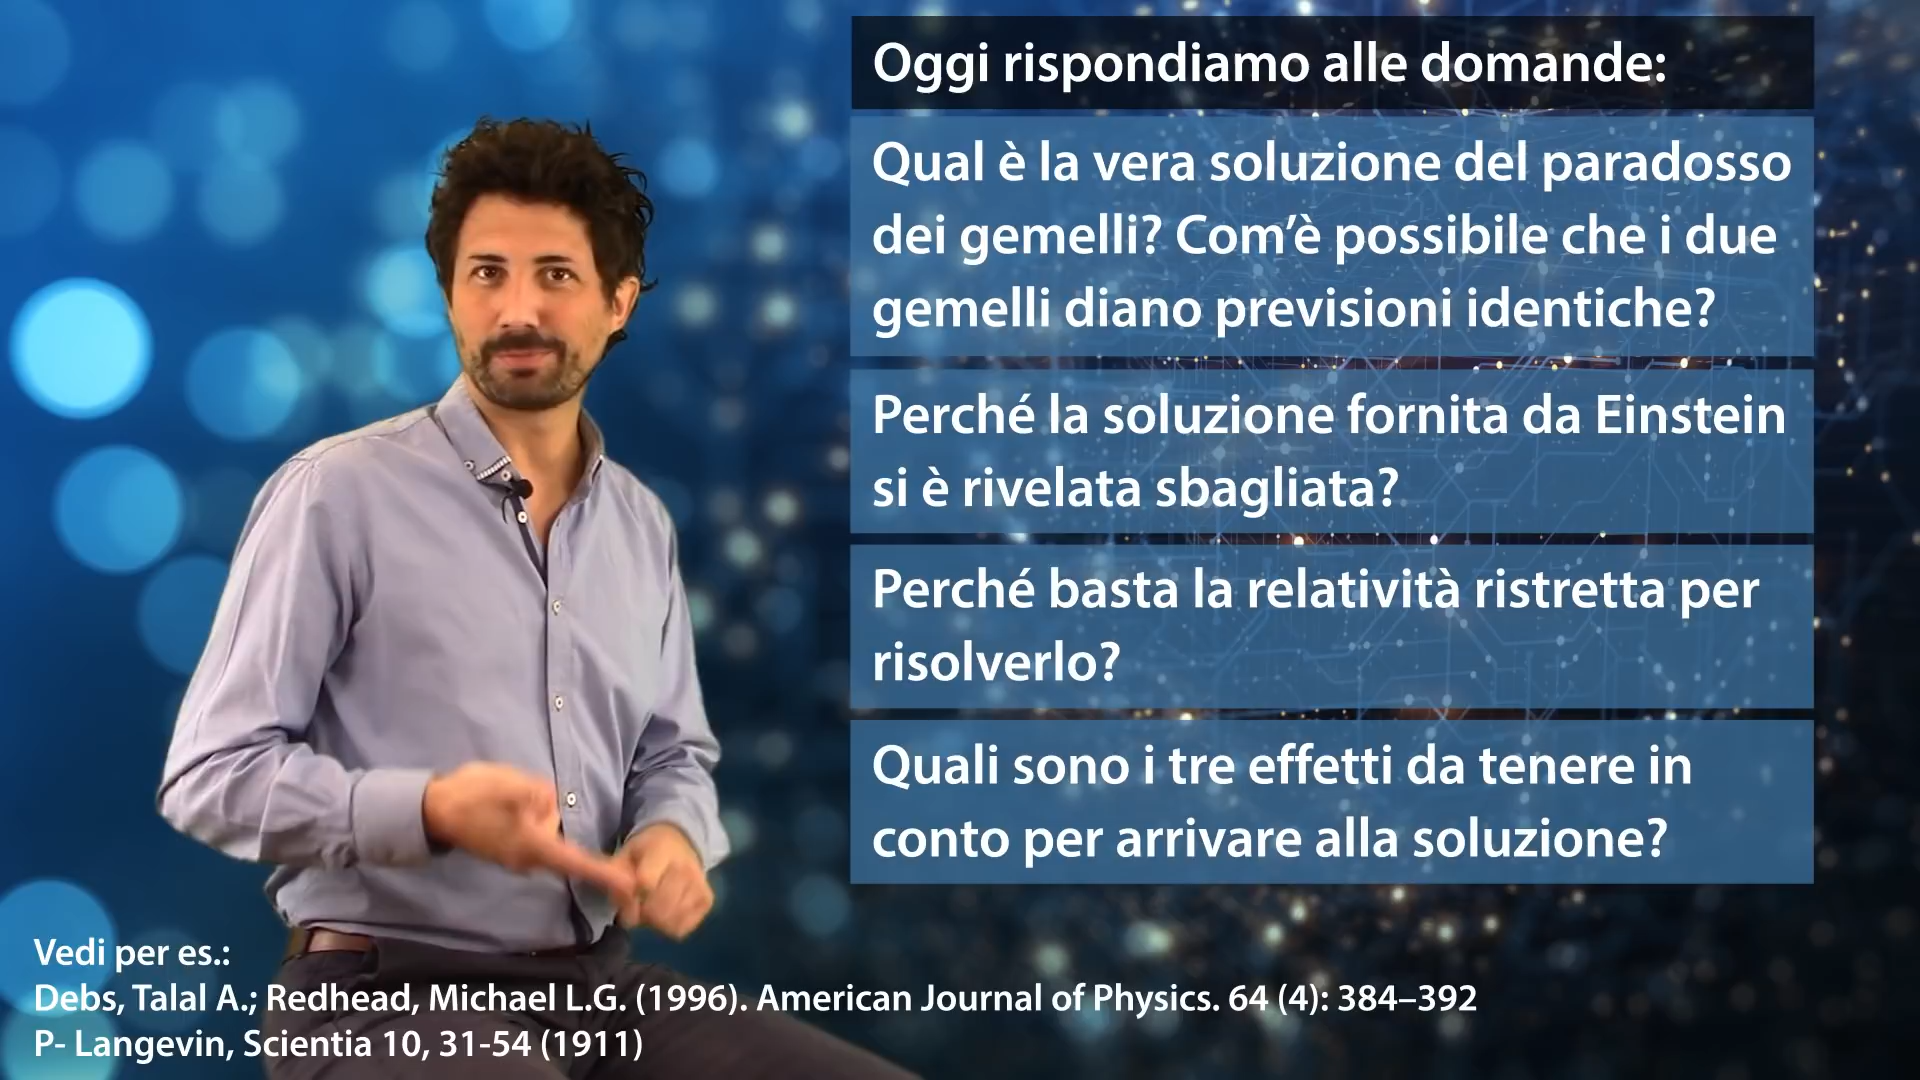 Oggi rispondiamo alle domande:
Qual è la vera soluzione del paradosso
dei gemelli? Com’è possibile che i due
gemelli diano previsioni identiche?
Perché la soluzione fornita da Einstein
si è rivelata sbagliata?
Perché basta la relatività ristretta per
risolverlo?
Quali sono i tre effetti da tenere in
conto per arrivare alla soluzione?
Vedi per es.:
Debs, Talal A.; Redhead, Michael L.G. (1996). American Journal of Physics. 64 (4): 384–392
P- Langevin, Scientia 10, 31-54 (1911)